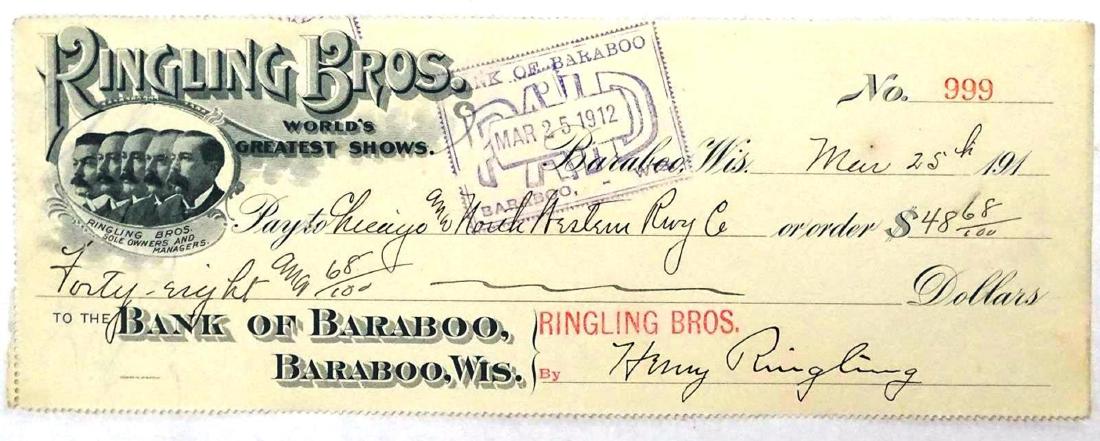 RINGLING BROS.
WORLD'S
GREATEST SHOWS.
RINGLING BROS.
SOLE OWNERS AND
MANAGERS.
BANK OF BARABOO
PAID
MAR 25 1912
BARABOO,
No. 999
Baraboo, Wis. Mar 25th 191
Pay to Chicago and North Western Rwy Co or order $48 68/100
Forty-eight and 68/100 Dollars
TO THE BANK OF BARABOO,
BARABOO, WIS.
RINGLING BROS.
By Henry Ringling